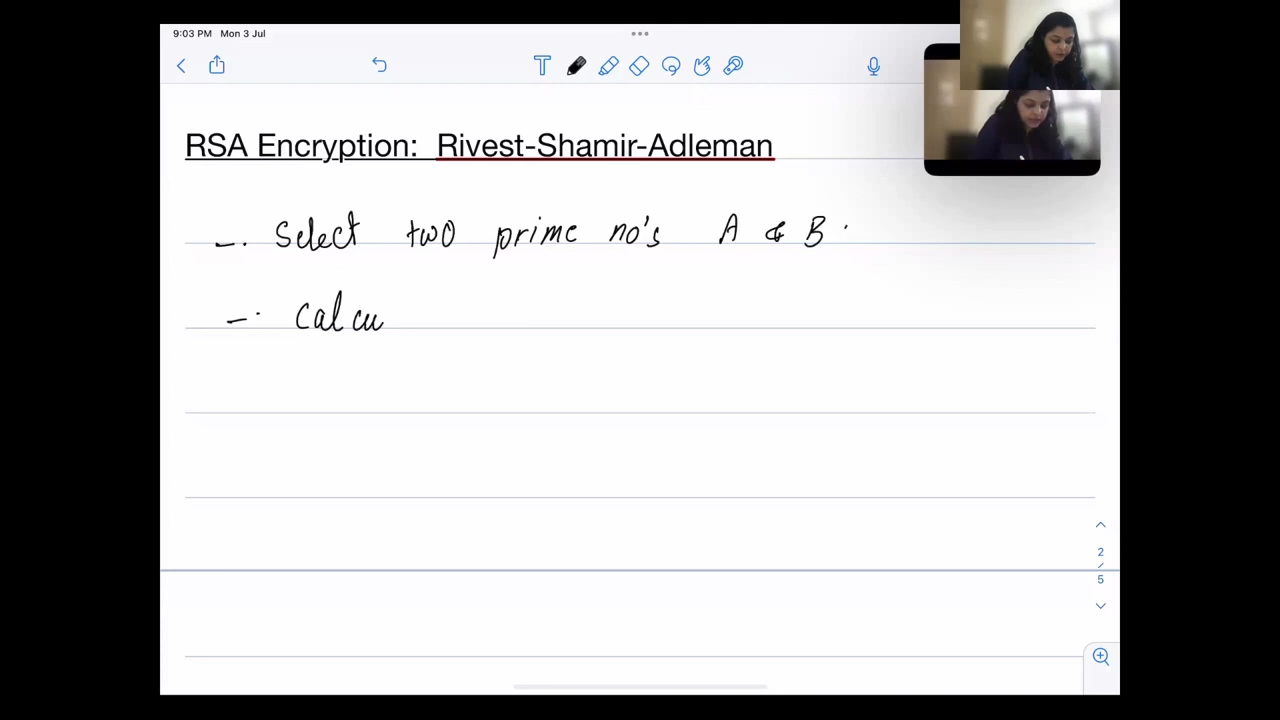 9:03 PM Mon 3 Jul
RSA Encryption: Rivest-Shamir-Adleman
-. Select two prime no's A & B.
-. Calcu
2
/
5